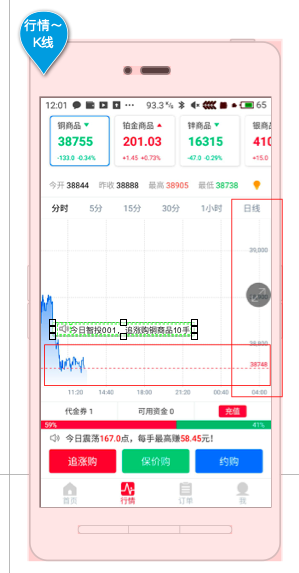 行情～
K线
12:01 93.3% 65
铜商品 铂金商品 锌商品 银商品
38755 201.03 16315 410
-133.0 -0.34% +1.45 +0.73% -47.0 -0.29% +15.0
今开 38844 昨收 38888 最高 38905 最低 38738
分时 5分 15分 30分 1小时 日线
39,000
今日智投001，追涨购铜商品10手
38748
11:20 14:40 18:00 21:20 00:40 04:00
代金券 1 可用资金 0 充值
59% 41%
今日震荡167.0点，每手最高赚58.45元！
追涨购 保价购 约购
首页 行情 订单 我